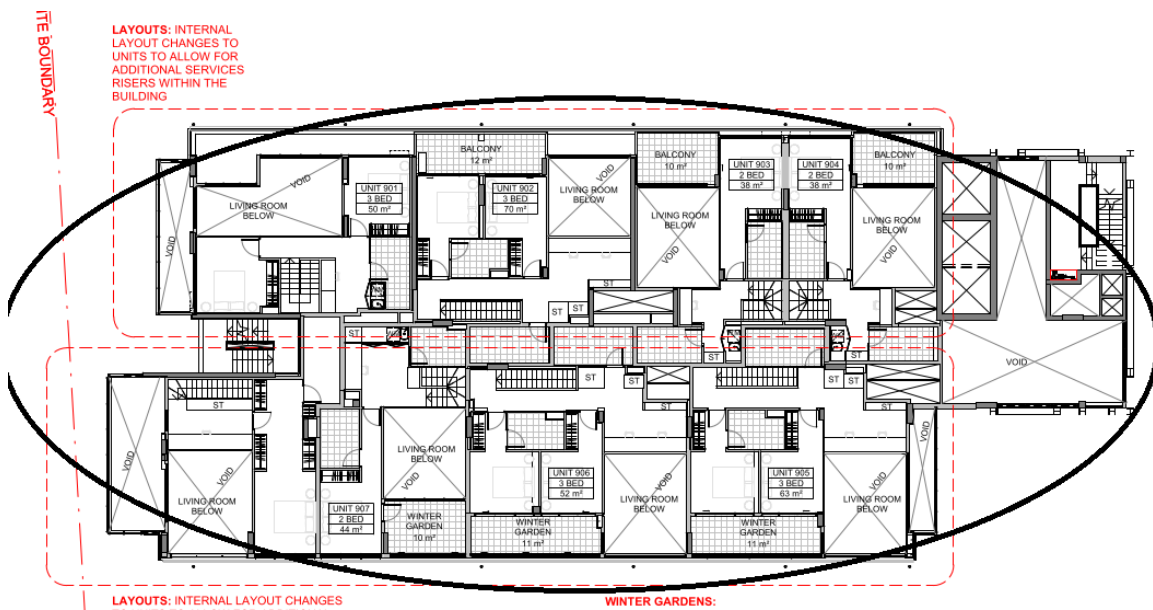 ITE BOUNDARY
LAYOUTS: INTERNAL
LAYOUT CHANGES TO
UNITS TO ALLOW FOR
ADDITIONAL SERVICES
RISERS WITHIN THE
BUILDING
VOID
VOID
LIVING ROOM
BELOW
UNIT 901
3 BED
50 m²
BALCONY
12 m²
UNIT 902
3 BED
70 m²
VOID
LIVING ROOM
BELOW
BALCONY
10 m²
VOID
LIVING ROOM
BELOW
UNIT 903
2 BED
38 m²
UNIT 904
2 BED
38 m²
BALCONY
10 m²
VOID
LIVING ROOM
BELOW
ST
ST
ST
ST
ST
ST
ST
VOID
VOID
ST
VOID
LIVING ROOM
BELOW
UNIT 907
2 BED
44 m²
LIVING ROOM
BELOW
VOID
WINTER
GARDEN
10 m²
ST
ST
ST
UNIT 906
3 BED
52 m²
WINTER
GARDEN
11 m²
VOID
LIVING ROOM
BELOW
ST
ST
ST
UNIT 905
3 BED
63 m²
WINTER
GARDEN
11 m²
VOID
LIVING ROOM
BELOW
VOID
LAYOUTS: INTERNAL LAYOUT CHANGES
WINTER GARDENS: